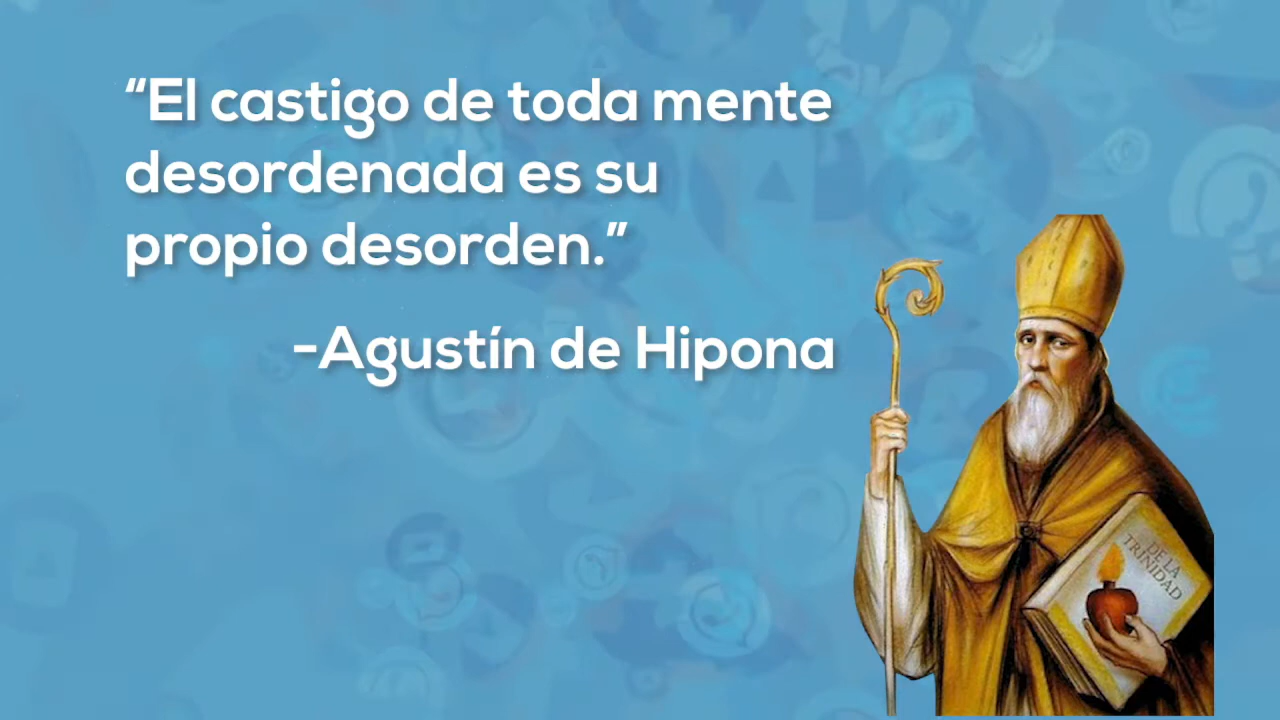 “El castigo de toda mente
desordenada es su
propio desorden.”
-Agustín de Hipona
DE LA
TRINIDAD